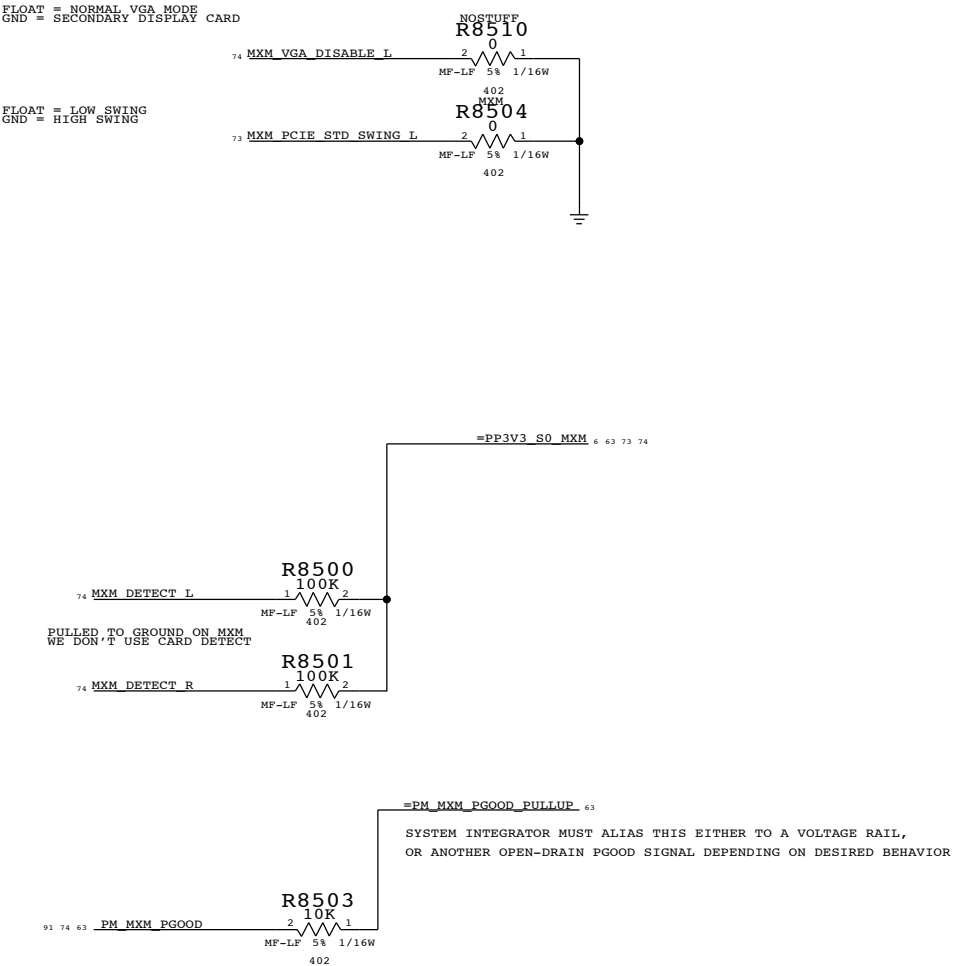 FLOAT = NORMAL VGA MODE
GND = SECONDARY DISPLAY CARD
NOSTUFF
R8510
0
74 MXM_VGA_DISABLE_L 2 1
MF-LF 5% 1/16W
402
MXM
FLOAT = LOW SWING
GND = HIGH SWING
R8504
0
73 MXM_PCIE_STD_SWING_L 2 1
MF-LF 5% 1/16W
402
=PP3V3_S0_MXM 6 63 73 74
R8500
100K
74 MXM_DETECT_L 1 2
MF-LF 5% 1/16W
402
PULLED TO GROUND ON MXM
WE DON'T USE CARD DETECT
R8501
100K
74 MXM_DETECT_R 1 2
MF-LF 5% 1/16W
402
=PM_MXM_PGOOD_PULLUP 63
SYSTEM INTEGRATOR MUST ALIAS THIS EITHER TO A VOLTAGE RAIL,
OR ANOTHER OPEN-DRAIN PGOOD SIGNAL DEPENDING ON DESIRED BEHAVIOR
R8503
10K
91 74 63 PM_MXM_PGOOD 2 1
MF-LF 5% 1/16W
402